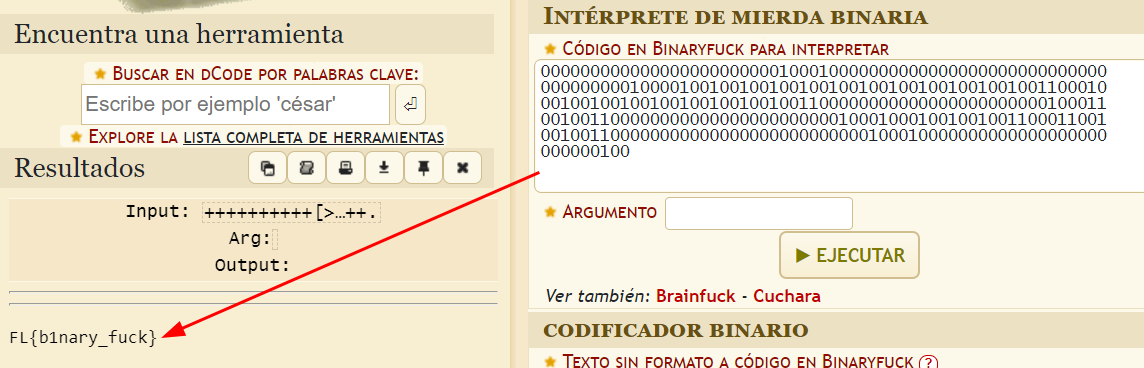 Encuentra una herramienta
Buscar en dCode por palabras clave:
Escribe por ejemplo 'césar'
⏎
Explore la lista completa de herramientas
Resultados
Input: ++++++++++[>…++.
Arg:
Output:
FL{b1nary_fuck}
Intérprete de mierda binaria
Código en Binaryfuck para interpretar
Argumento
▶ EJECUTAR
Ver también: Brainfuck - Cuchara
codificador binario
Texto sin formato a código en Binaryfuck ?